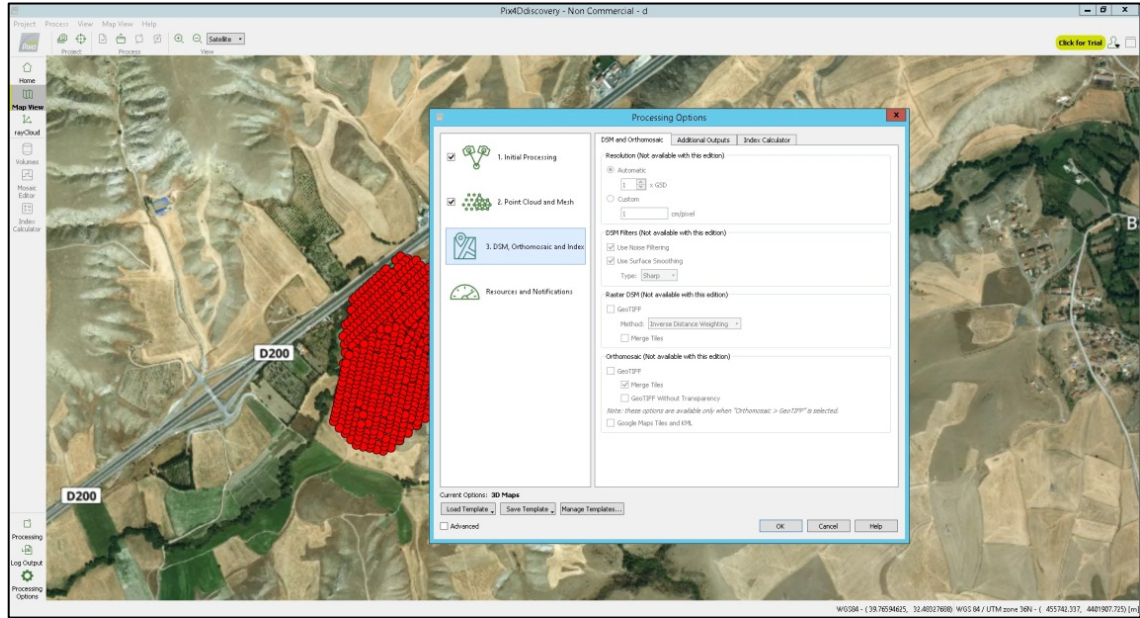 Pix4Ddiscovery - Non Commercial - d
Project Process View Map View Help
Project Process View
Satellite
Click for Trial
Home
Map View
rayCloud
Volumes
Mosaic
Editor
Index
Calculator
Processing
Log Output
Processing
Options
D200
D200
B
Processing Options
1. Initial Processing
2. Point Cloud and Mesh
3. DSM, Orthomosaic and Index
Resources and Notifications
DSM and Orthomosaic Additional Outputs Index Calculator
Resolution (Not available with this edition)
Automatic
1 x GSD
Custom
1 cm/pixel
DSM Filters (Not available with this edition)
Use Noise Filtering
Use Surface Smoothing
Type: Sharp
Raster DSM (Not available with this edition)
GeoTIFF
Method: Inverse Distance Weighting
Merge Tiles
Orthomosaic (Not available with this edition)
GeoTIFF
Merge Tiles
GeoTIFF Without Transparency
Note: these options are available only when "Orthomosaic > GeoTIFF" is selected.
Google Maps Tiles and KML
Current Options: 3D Maps
Load Template Save Template Manage Templates...
Advanced
OK Cancel Help
WGS84 - ( 39.76594625, 32.48327688) WGS 84 / UTM zone 36N - ( 455742.337, 4401907.725) [m]